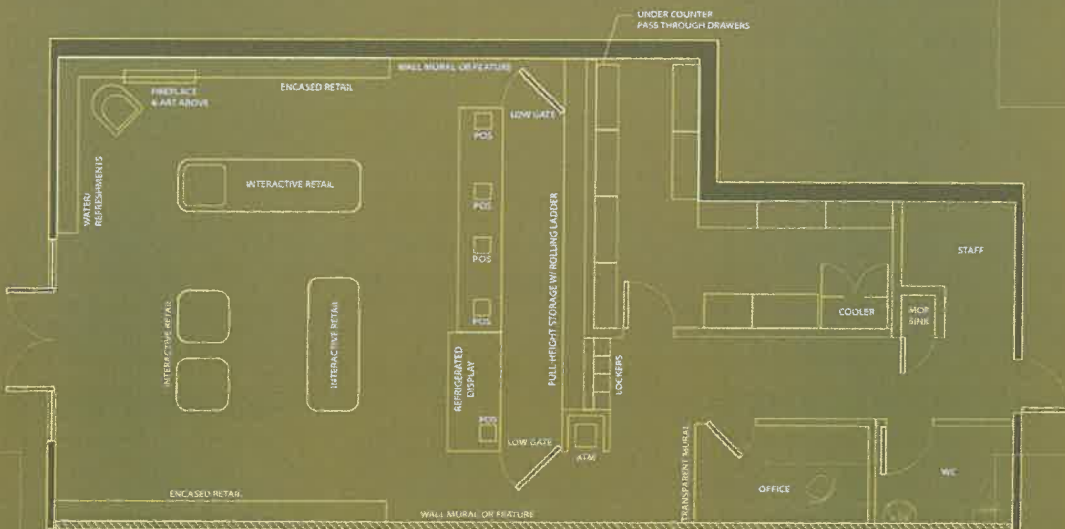 UNDER COUNTER
PASS THROUGH DRAWERS
WALL MURAL OR FEATURE
FIREPLACE
& ART ABOVE
ENCASED RETAIL
LOW GATE
POS
WATER/
REFRESHMENTS
INTERACTIVE RETAIL
POS
POS
POS
FULL HEIGHT STORAGE W/ ROLLING LADDER
STAFF
COOLER
MOP
SINK
INTERACTIVE RETAIL
INTERACTIVE RETAIL
REFRIGERATED
DISPLAY
LOCKERS
POS
LOW GATE
ATM
TRANSPARENT MURAL
OFFICE
WC
ENCASED RETAIL
WALL MURAL OR FEATURE